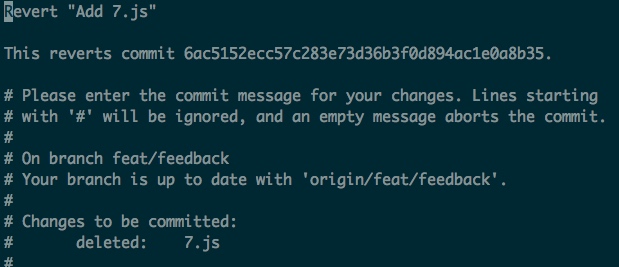 Revert "Add 7.js"
This reverts commit 6ac5152ecc57c283e73d36b3f0d894ac1e0a8b35.
# Please enter the commit message for your changes. Lines starting
# with '#' will be ignored, and an empty message aborts the commit.
#
# On branch feat/feedback
# Your branch is up to date with 'origin/feat/feedback'.
#
# Changes to be committed:
#       deleted:    7.js
#